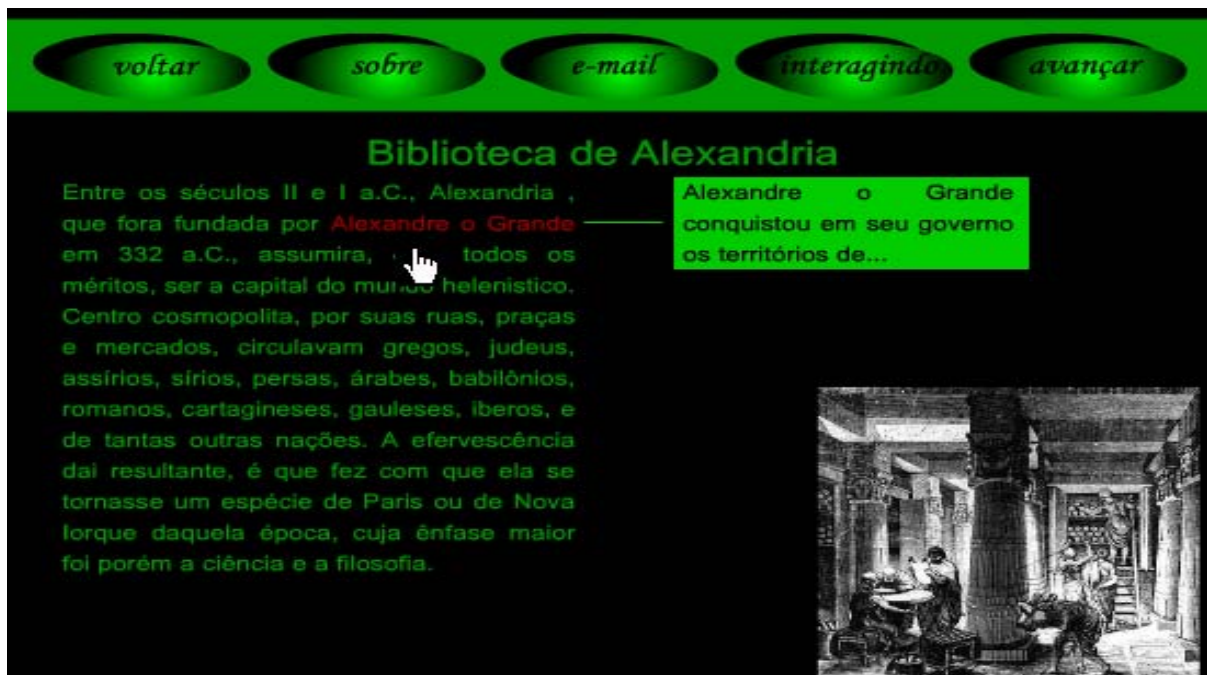 voltar
sobre
e-mail
interagindo
avançar
Biblioteca de Alexandria
Entre os séculos II e I a.C., Alexandria ,
que fora fundada por Alexandre o Grande
em 332 a.C., assumira, todos os
méritos, ser a capital do mundo helenistico.
Centro cosmopolita, por suas ruas, praças
e mercados, circulavam gregos, judeus,
assírios, sírios, persas, árabes, babilônios,
romanos, cartagineses, gauleses, iberos, e
de tantas outras nações. A efervescência
dai resultante, é que fez com que ela se
tornasse um espécie de Paris ou de Nova
Iorque daquela época, cuja ênfase maior
foi porém a ciência e a filosofia.
Alexandre o Grande
conquistou em seu governo
os territórios de...